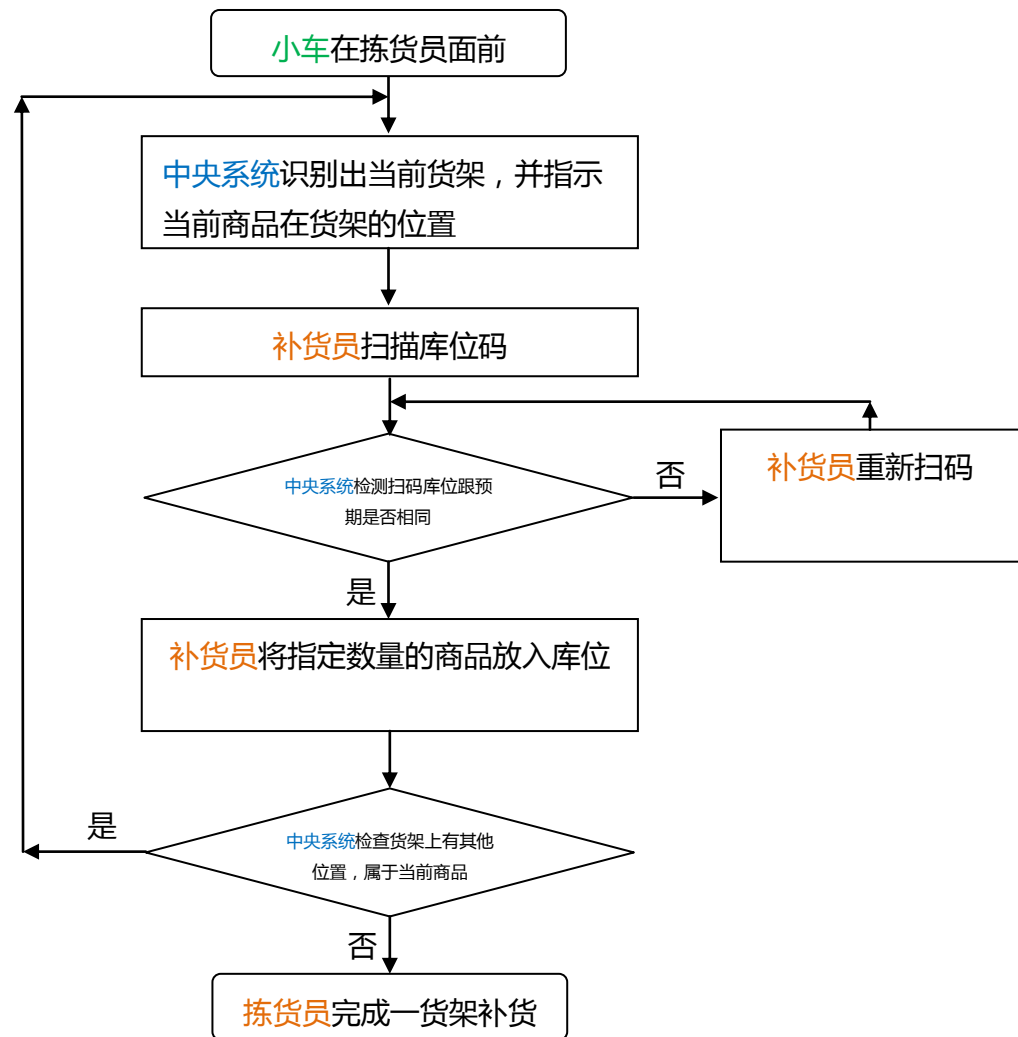 小车在拣货员面前
中央系统识别出当前货架，并指示
当前商品在货架的位置
补货员扫描库位码
中央系统检测扫码库位跟预
期是否相同
否
补货员重新扫码
是
补货员将指定数量的商品放入库位
是
中央系统检查货架上有其他
位置，属于当前商品
否
拣货员完成一货架补货